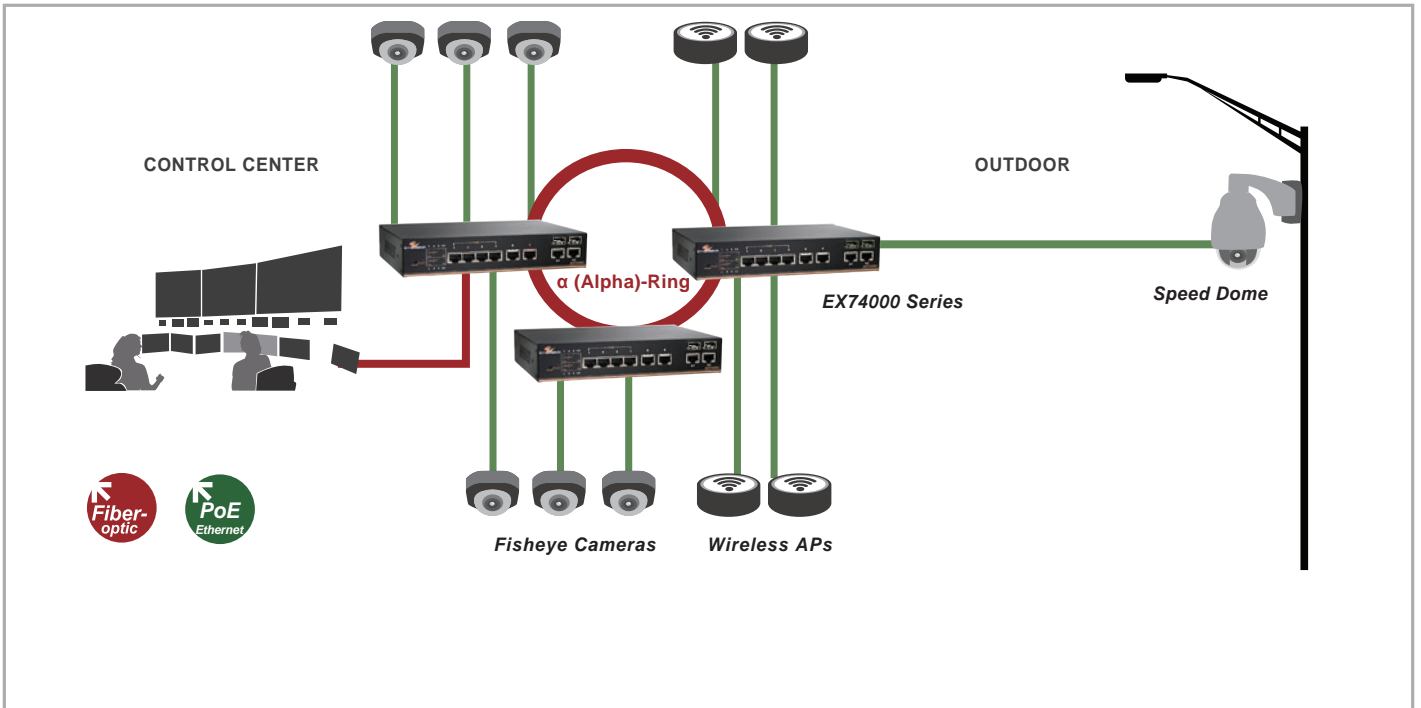 CONTROL CENTER
OUTDOOR
α (Alpha)-Ring
EX74000 Series
Speed Dome
Fiber-
optic
PoE
Ethernet
Fisheye Cameras
Wireless APs